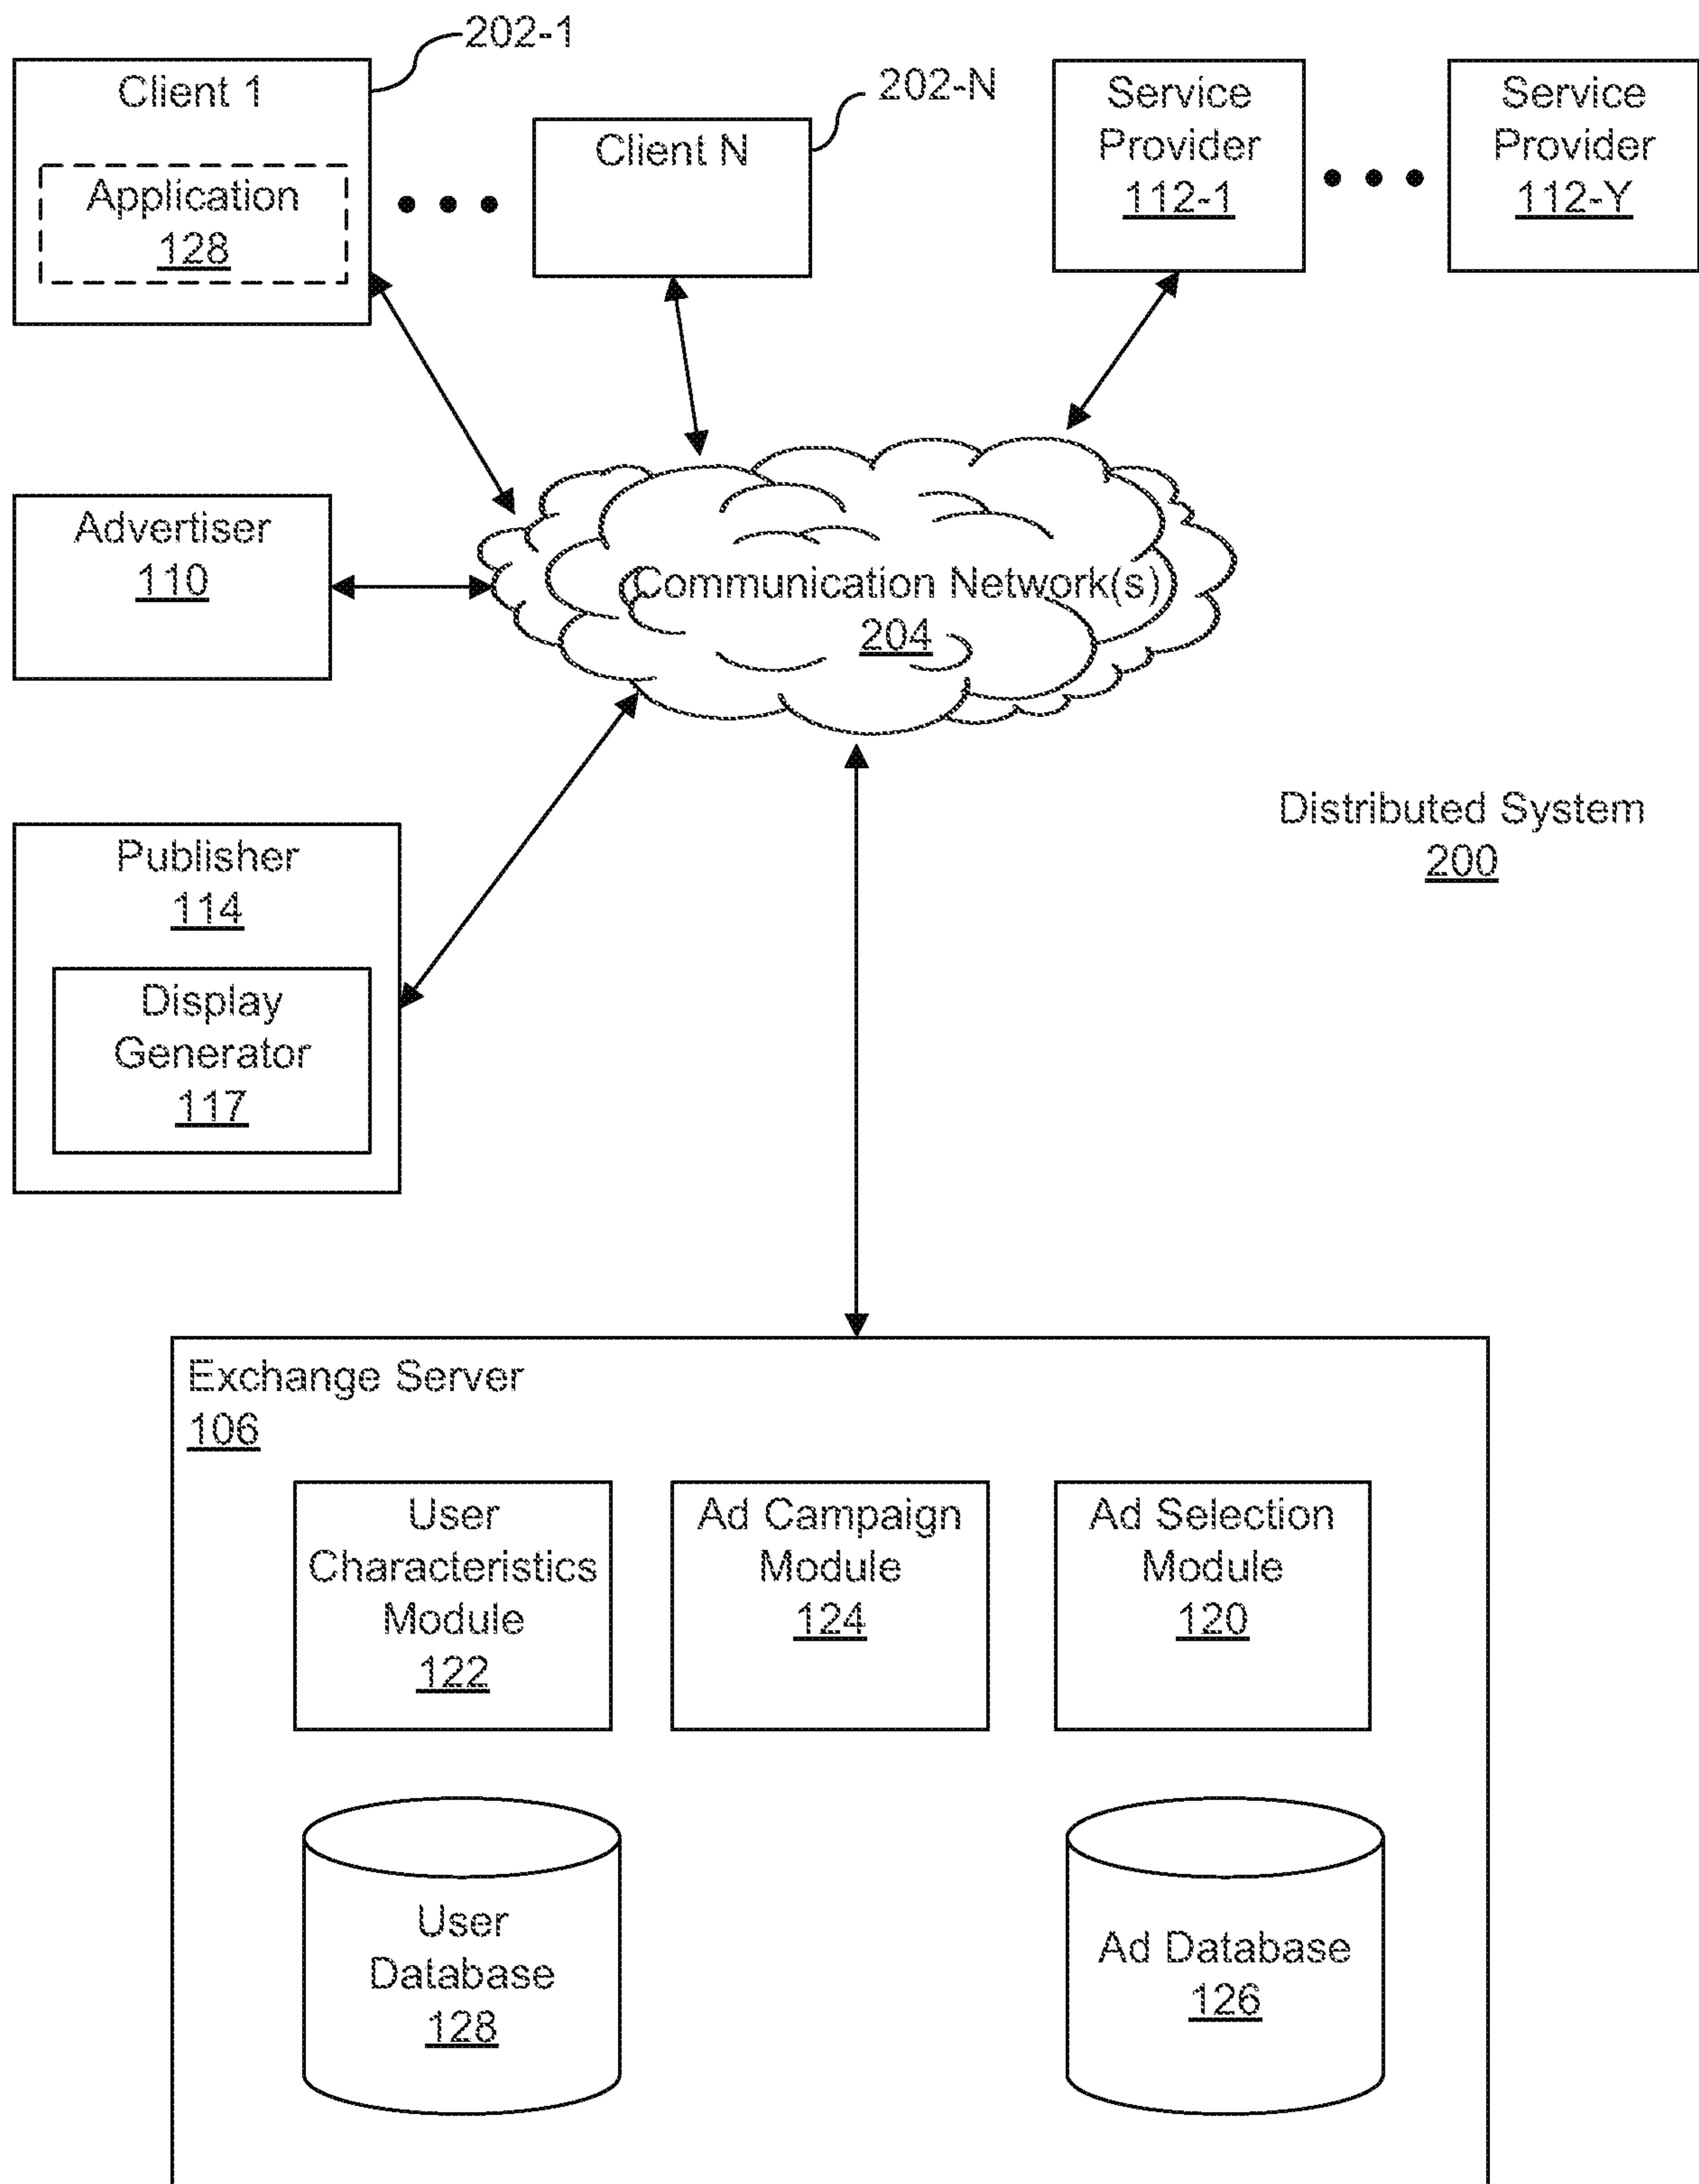 202-1
Client 1
Application
128
202-N
Client N
Service
Provider
112-1
Service
Provider
112-Y
Advertiser
110
Communication Network(s)
204
Publisher
114
Display
Generator
117
Distributed System
200
Exchange Server
106
User
Characteristics
Module
122
Ad Campaign
Module
124
Ad Selection
Module
120
User
Database
128
Ad Database
126